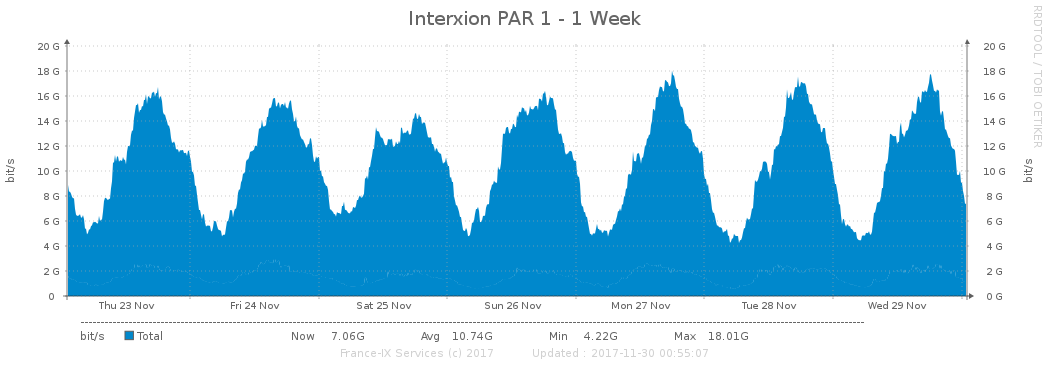 Interxion PAR 1 - 1 Week
RRDTOOL / TOBI OETIKER
20 G 20 G
18 G 18 G
16 G 16 G
14 G 14 G
12 G 12 G
10 G 10 G
8 G 8 G
6 G 6 G
4 G 4 G
2 G 2 G
0 0 G
bit/s
bit/s
Thu 23 Nov Fri 24 Nov Sat 25 Nov Sun 26 Nov Mon 27 Nov Tue 28 Nov Wed 29 Nov
bit/s Total Now 7.06G Avg 10.74G Min 4.22G Max 18.01G
France-IX Services (c) 2017 Updated : 2017-11-30 00:55:07